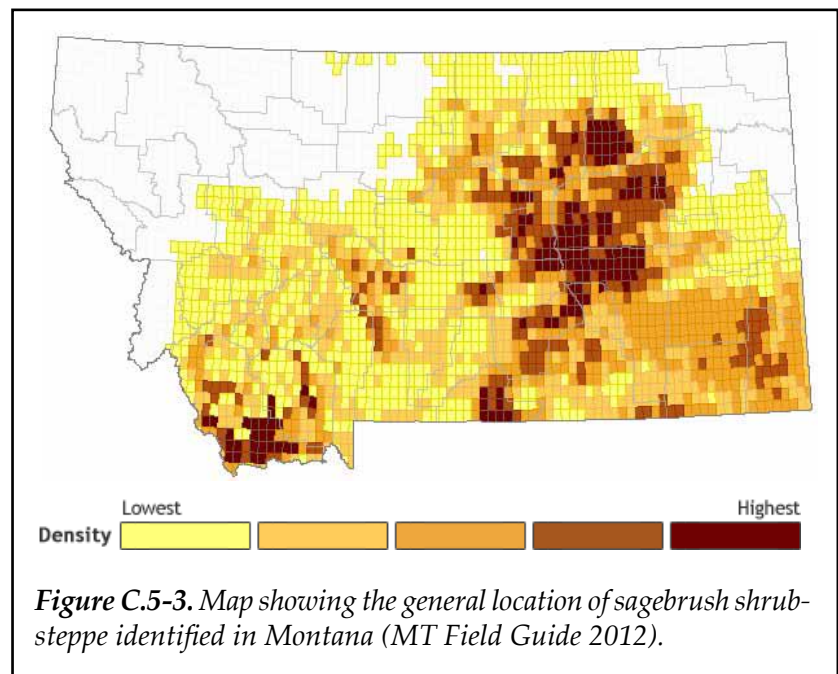 Lowest Highest
Density
Figure C.5-3. Map showing the general location of sagebrush shrub-
steppe identified in Montana (MT Field Guide 2012).